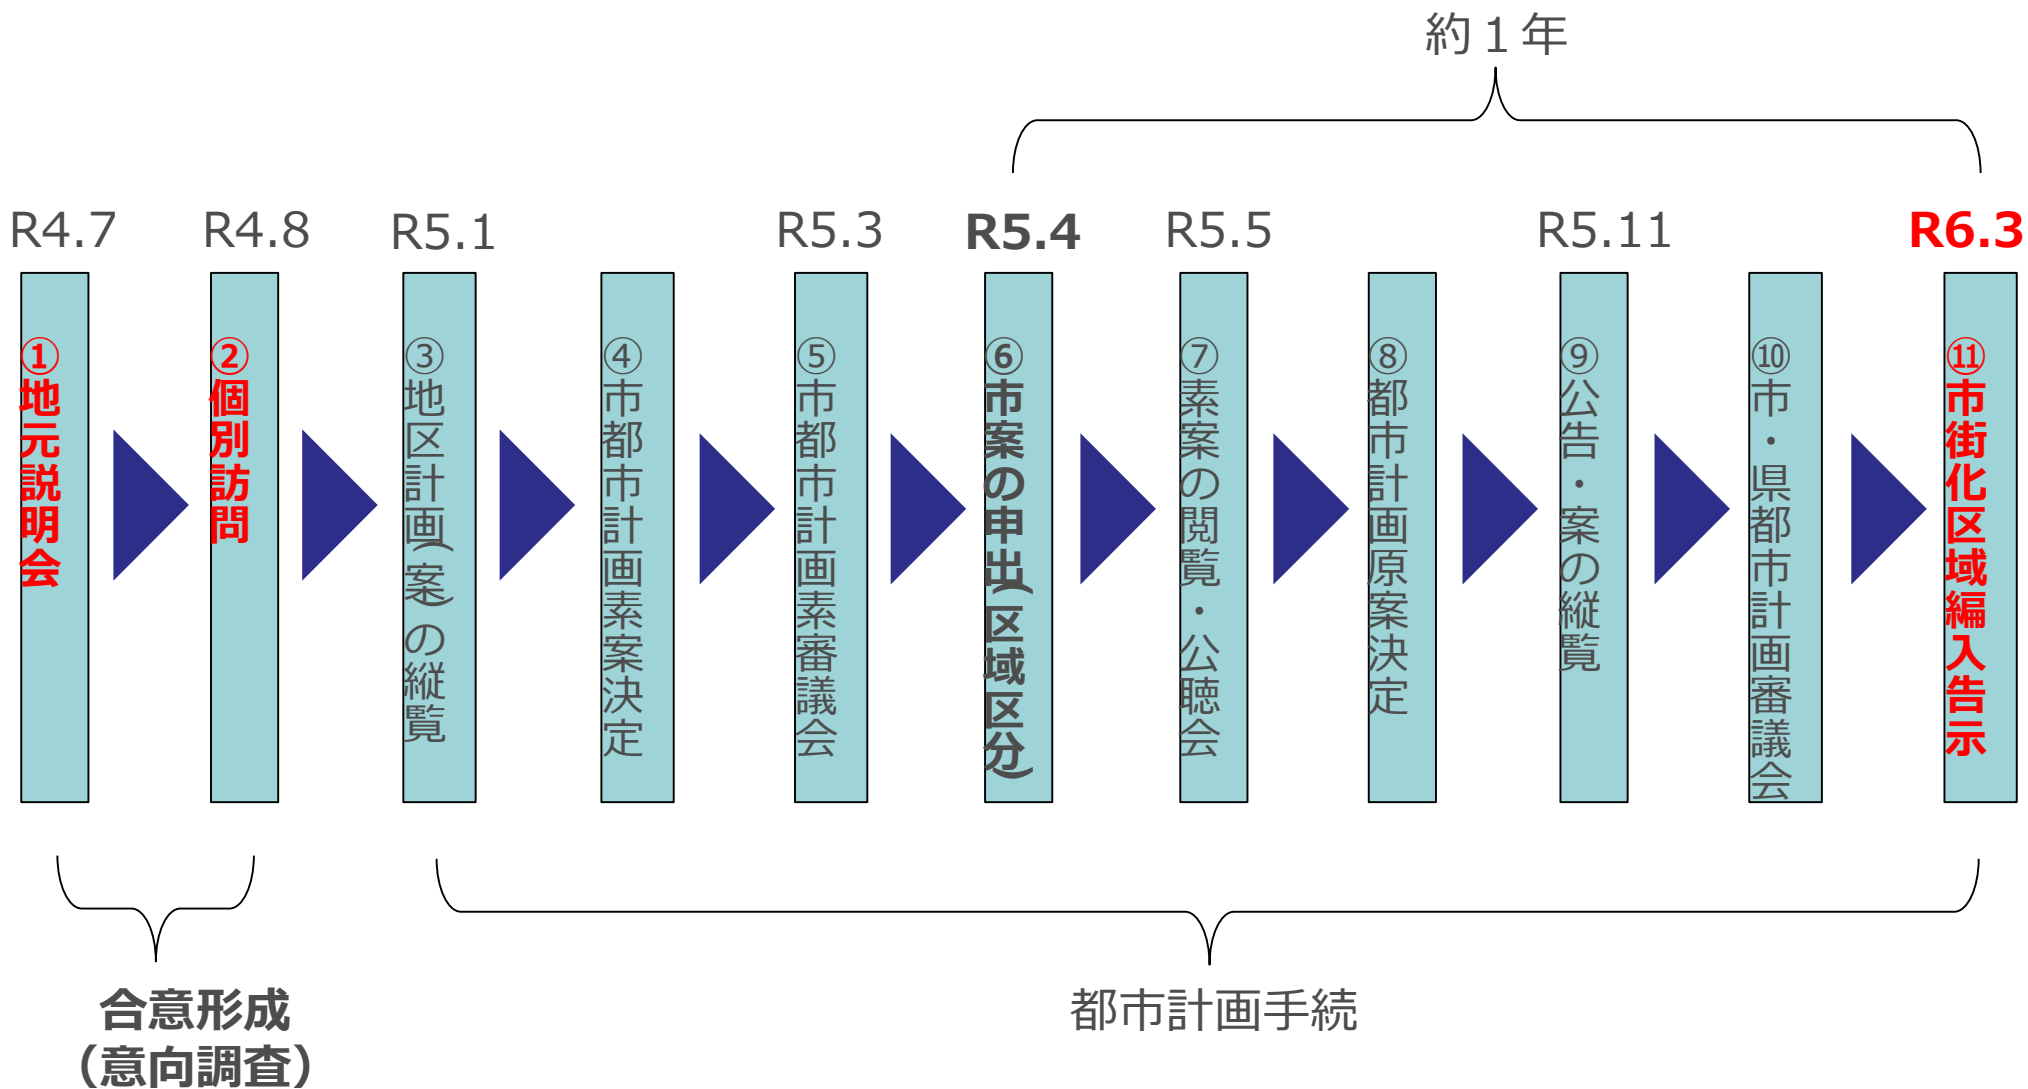 約１年
R4.7
R4.8
R5.1
R5.3
R5.4
R5.5
R5.11
R6.3
①地元説明会
②個別訪問
③地区計画(案)の縦覧
④市都市計画素案決定
⑤市都市計画素審議会
⑥市案の申出(区域区分)
⑦素案の閲覧・公聴会
⑧都市計画原案決定
⑨公告・案の縦覧
⑩市・県都市計画審議会
⑪市街化区域編入告示
合意形成
（意向調査）
都市計画手続